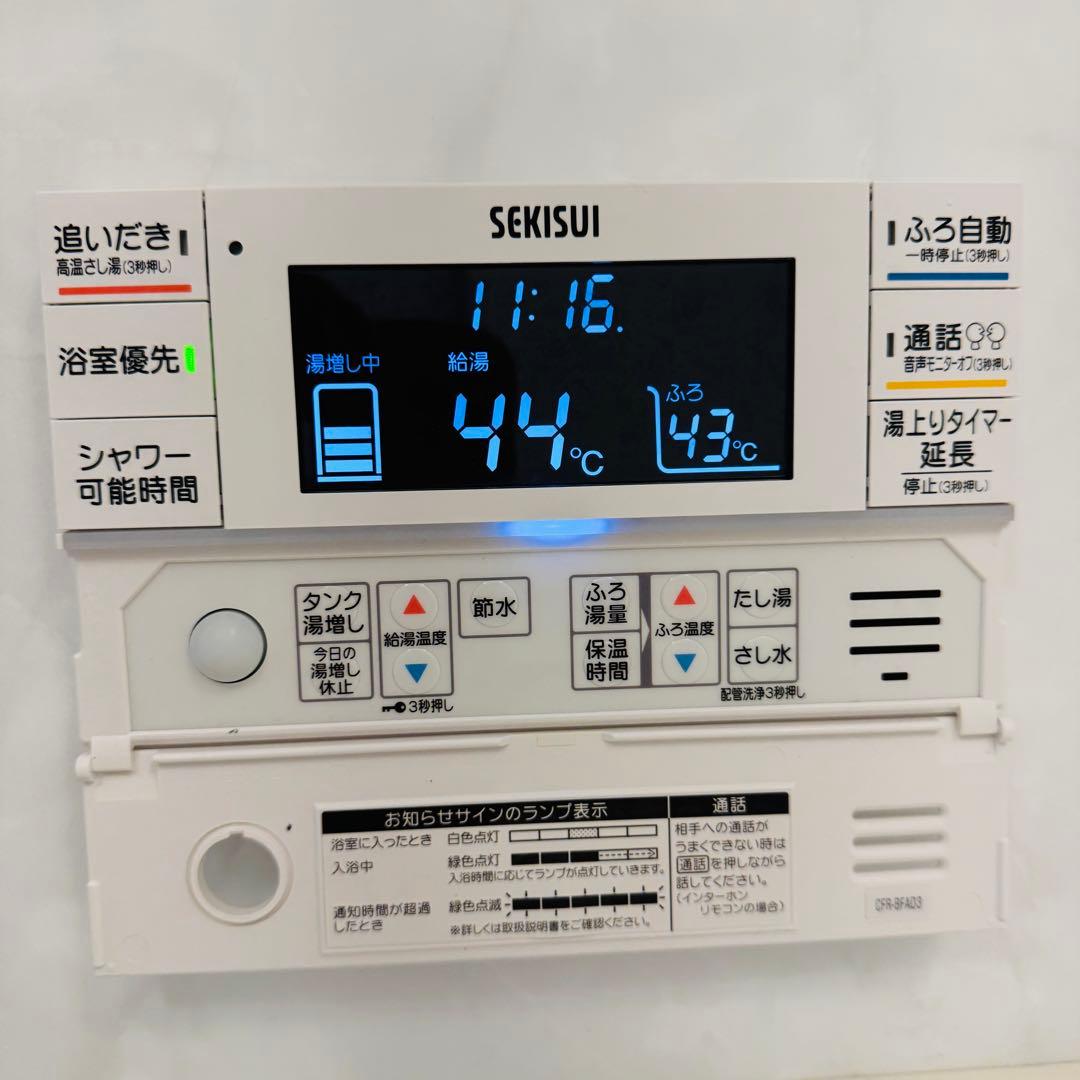 SEKISUI
追いだき
高温さし湯(3秒押し)
浴室優先
シャワー
可能時間
11:16.
湯増し中
給湯
44℃
ふろ
43℃
ふろ自動
一時停止(3秒押し)
通話
音声モニターオフ(3秒押し)
湯上りタイマー
延長
停止(3秒押し)
タンク
湯増し
今日の
湯増し
休止
給湯温度
3秒押し
節水
ふろ
湯量
保温
時間
ふろ温度
たし湯
さし水
配管洗浄3秒押し
お知らせサインのランプ表示
浴室に入ったとき 白色点灯
入浴中 緑色点灯
入浴時間に応じてランプが点灯していきます。
通知時間が超過
したとき
緑色点滅
※詳しくは取扱説明書をご確認ください。
通話
相手への通話が
うまくできない時は
通話を押しながら
話してください。
(インターホン
リモコンの場合)
CFR-BFAD3